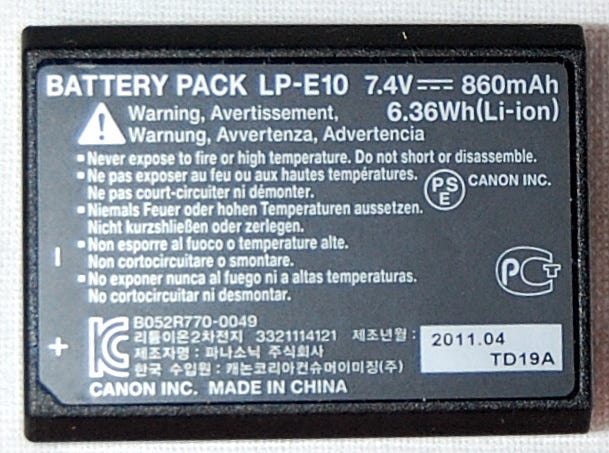 BATTERY PACK LP-E10 7.4V 860mAh
6.36Wh(Li-ion)
Warning, Avertissement,
Warnung, Avvertenza, Advertencia
▪Never expose to fire or high temperature. Do not short or disassemble.
▪Ne pas exposer au feu ou aux hautes températures.
Ne pas court-circuiter ni démonter.
PSE CANON INC.
▪Niemals Feuer oder hohen Temperaturen aussetzen.
Nicht kurzshließen oder zerlegen.
▪Non esporre al fuoco o temperature alte.
Non cortocircuitare o smontare.
▪No exponer nunca al fuego ni a altas temperaturas.
No cortocircuitar ni desmontar.
−
PCT
+
B052R770-0049
리튬이온2차전지 3321114121 제조년월:
2011.04
제조자명: 파나소닉 주식회사
TD19A
한국 수입원: 캐논코리아컨슈머이미징(주)
CANON INC. MADE IN CHINA